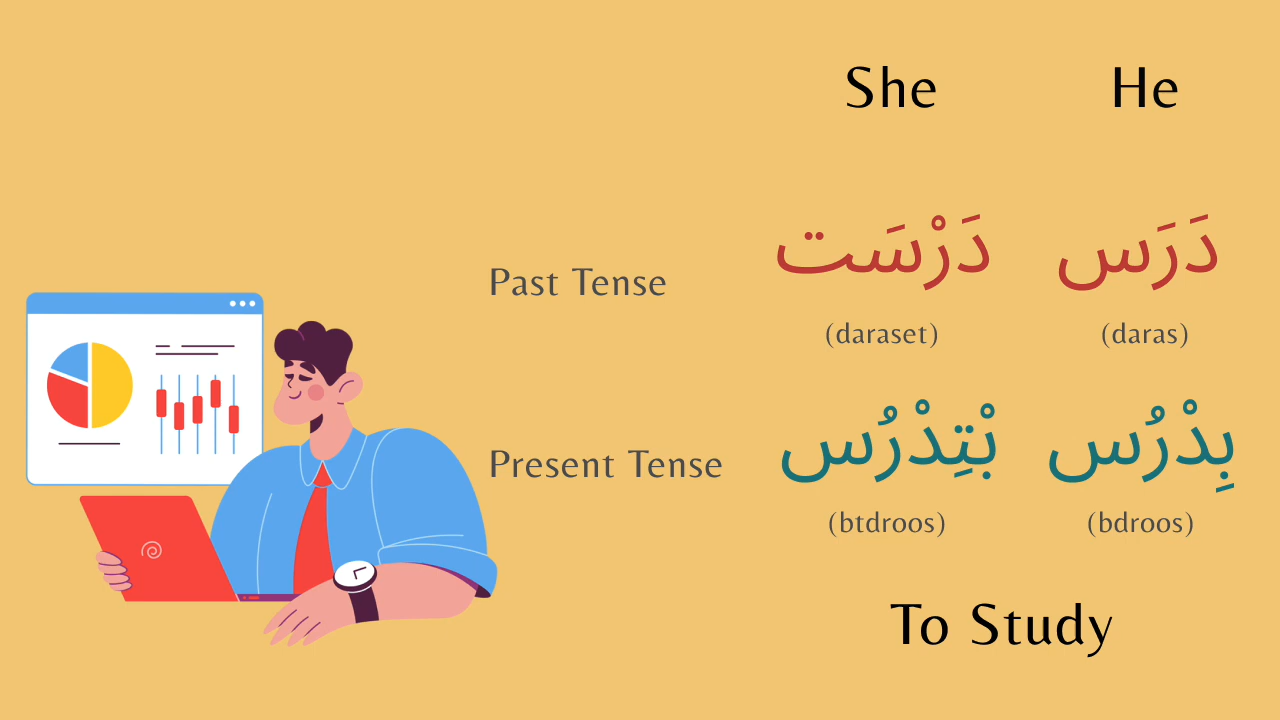 She He
Past Tense دَرْسَت دَرَس
(daraset) (daras)
Present Tense بْتِدْرُس بِدْرُس
(btdroos) (bdroos)
To Study